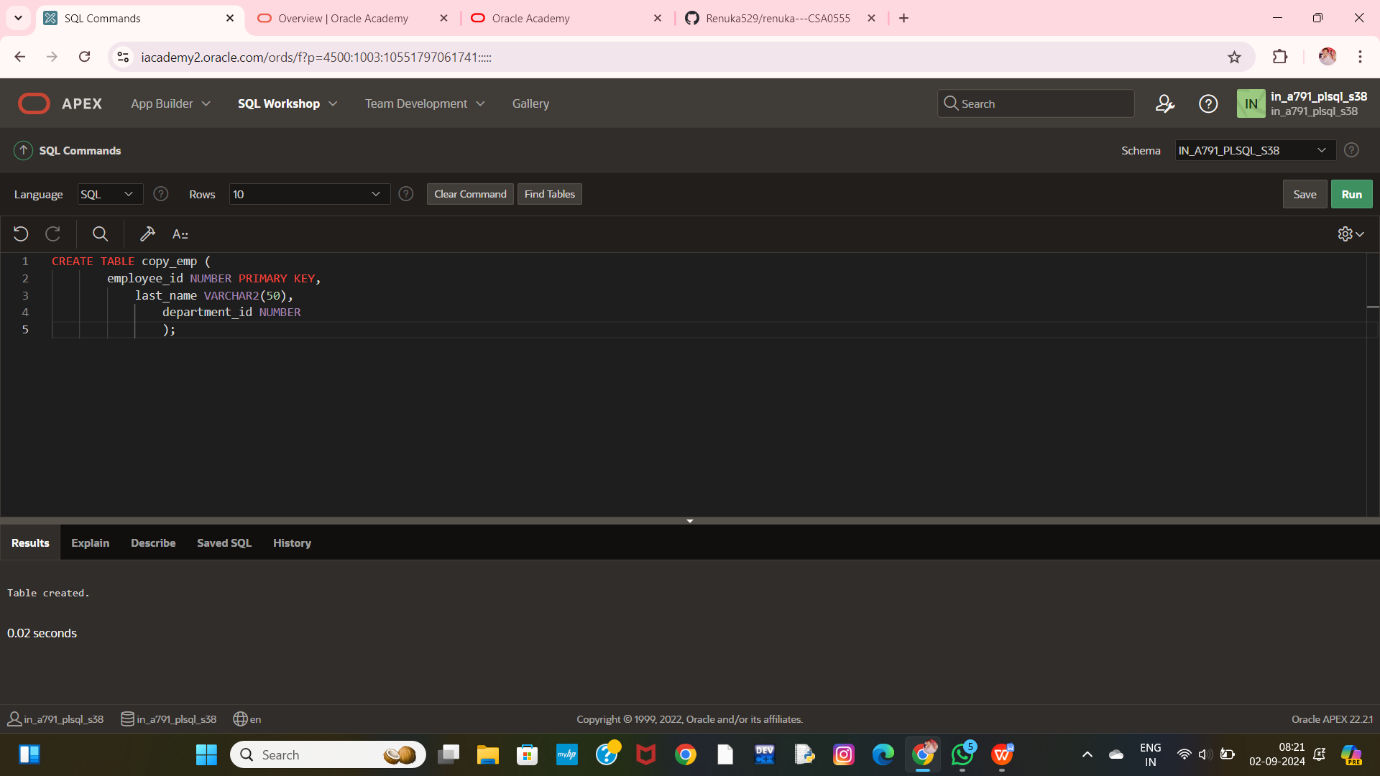 SQL Commands
Overview | Oracle Academy
Oracle Academy
Renuka529/renuka---CSA0555
iacademy2.oracle.com/ords/f?p=4500:1003:10551797061741:::::
APEX
App Builder
SQL Workshop
Team Development
Gallery
Search
IN
in_a791_plsql_s38
in_a791_plsql_s38
SQL Commands
Schema
IN_A791_PLSQL_S38
Language
SQL
Rows
10
Clear Command
Find Tables
Save
Run
1 CREATE TABLE copy_emp (
2 employee_id NUMBER PRIMARY KEY,
3 last_name VARCHAR2(50),
4 department_id NUMBER
5 );
Results
Explain
Describe
Saved SQL
History
Table created.
0.02 seconds
in_a791_plsql_s38
in_a791_plsql_s38
en
Copyright © 1999, 2022, Oracle and/or its affiliates.
Oracle APEX 22.2.1
Search
myhp
DEV
5
ENG
IN
08:21
02-09-2024
PRE